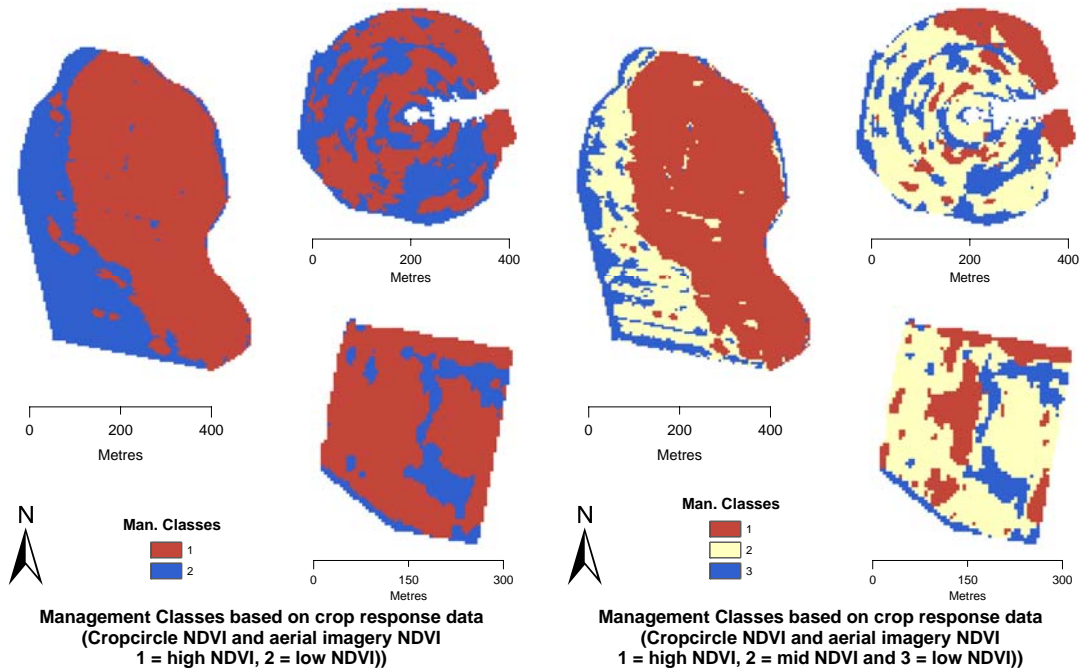 0 200 400
Metres
0 200 400
Metres
0 200 400
Metres
0 200 400
Metres
N
Man. Classes
1
2
0 150 300
Metres
N
Man. Classes
1
2
3
0 150 300
Metres
Management Classes based on crop response data
(Cropcircle NDVI and aerial imagery NDVI
1 = high NDVI, 2 = low NDVI))
Management Classes based on crop response data
(Cropcircle NDVI and aerial imagery NDVI
1 = high NDVI, 2 = mid NDVI and 3 = low NDVI))